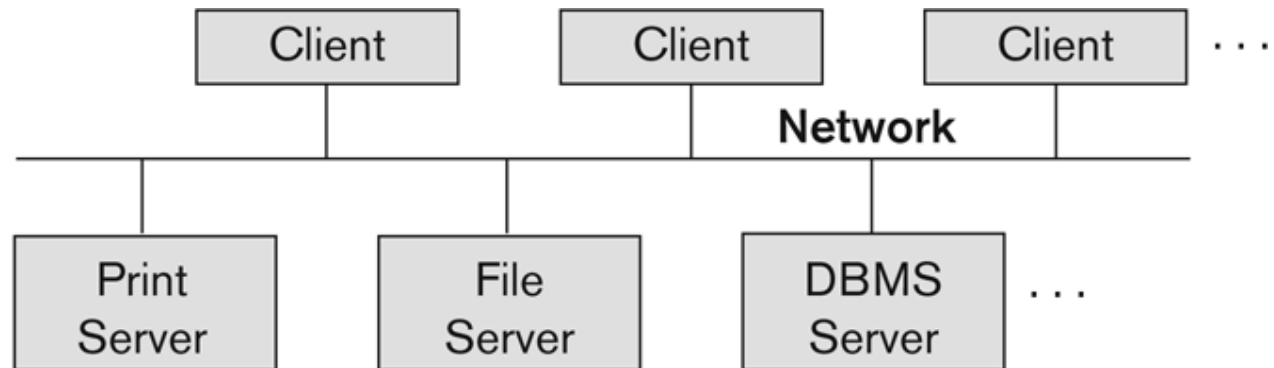 Client
Client
Client
. . .
Network
Print
Server
File
Server
DBMS
Server
. . .